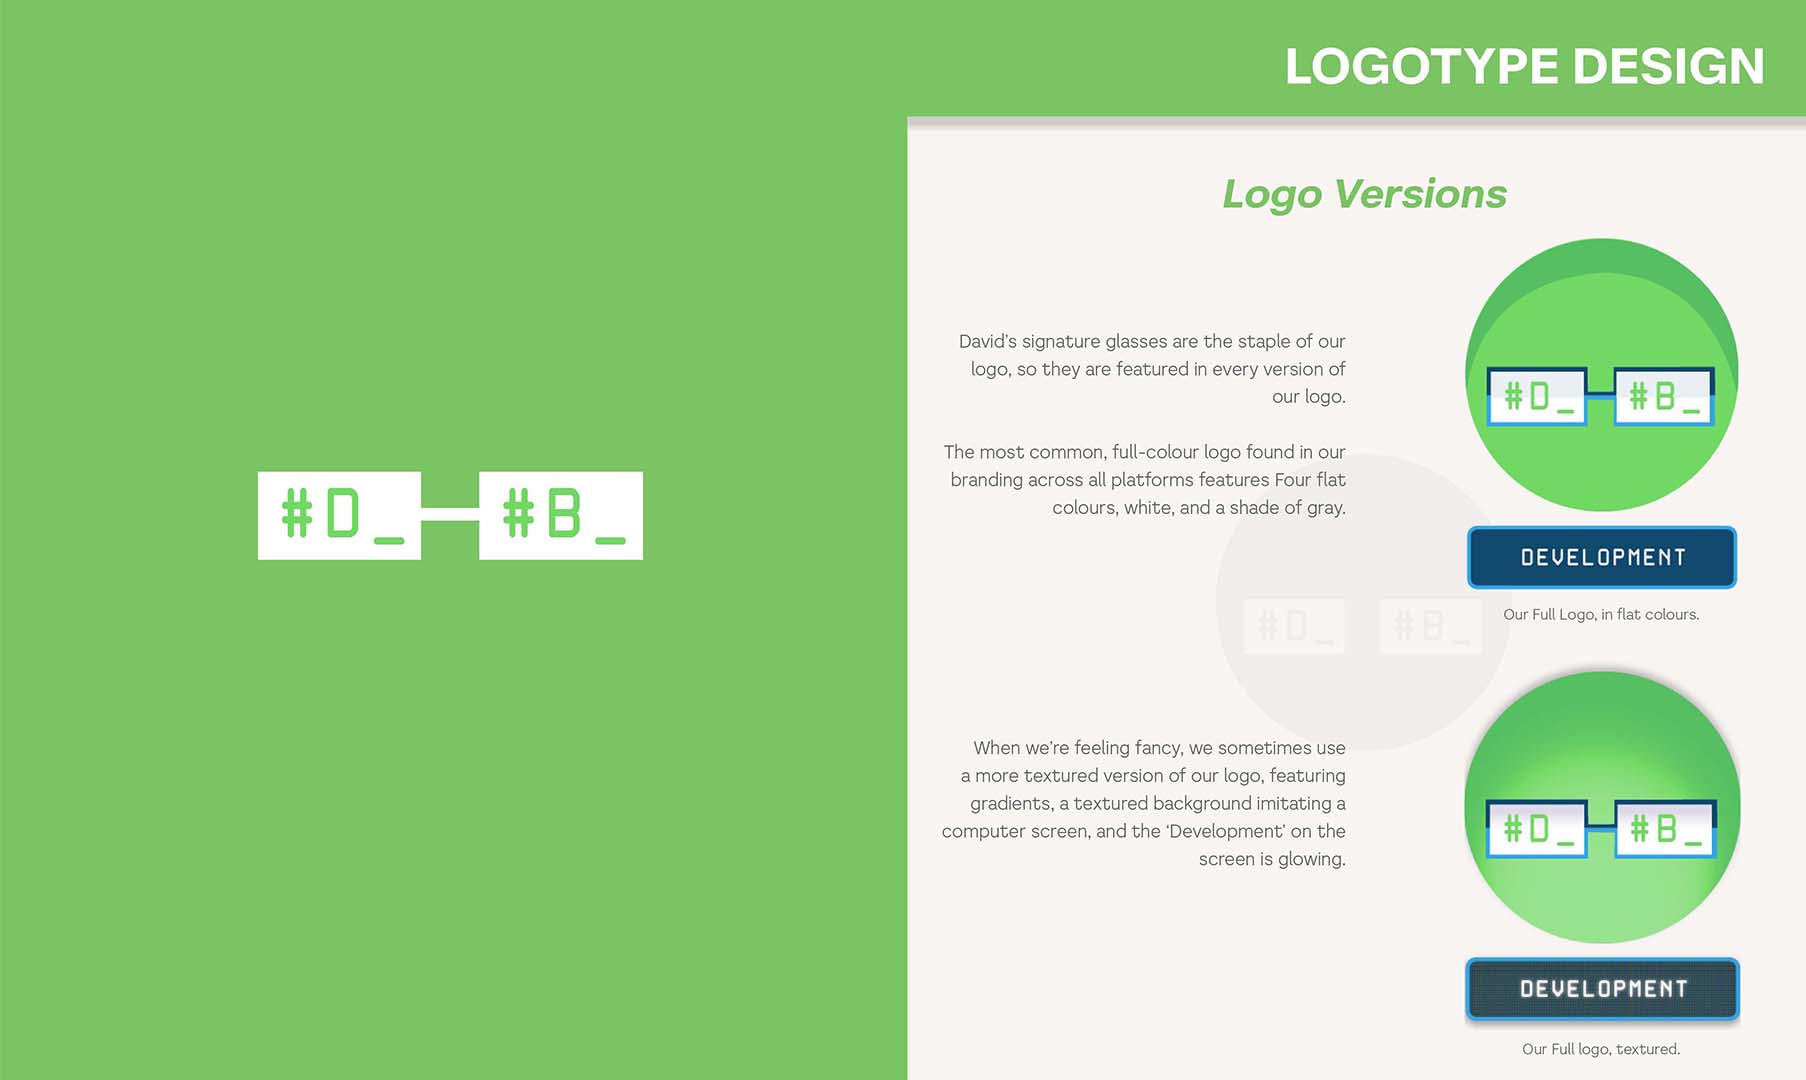 LOGOTYPE DESIGN
#D_ #B_
Logo Versions
David's signature glasses are the staple of our
logo, so they are featured in every version of
our logo.
The most common, full-colour logo found in our
branding across all platforms features Four flat
colours, white, and a shade of gray.
#D_ #B_
DEVELOPMENT
Our Full Logo, in flat colours.
#D_ #B_
When we're feeling fancy, we sometimes use
a more textured version of our logo, featuring
gradients, a textured background imitating a
computer screen, and the 'Development' on the
screen is glowing.
#D_ #B_
DEVELOPMENT
Our Full logo, textured.